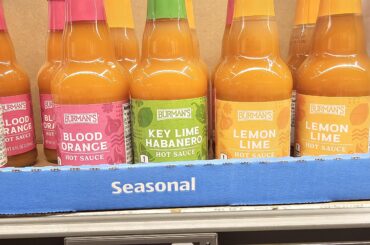 BURMAN'S
BLOOD
ORANGE
HOT SAUCE
BURMAN'S
BLOOD
ORANGE
HOT SAUCE
BURMAN'S
KEY LIME
HABANERO
HOT SAUCE
BURMAN'S
LEMON
LIME
HOT SAUCE
BURMAN'S
LEMON
LIME
HOT SAUCE
Seasonal